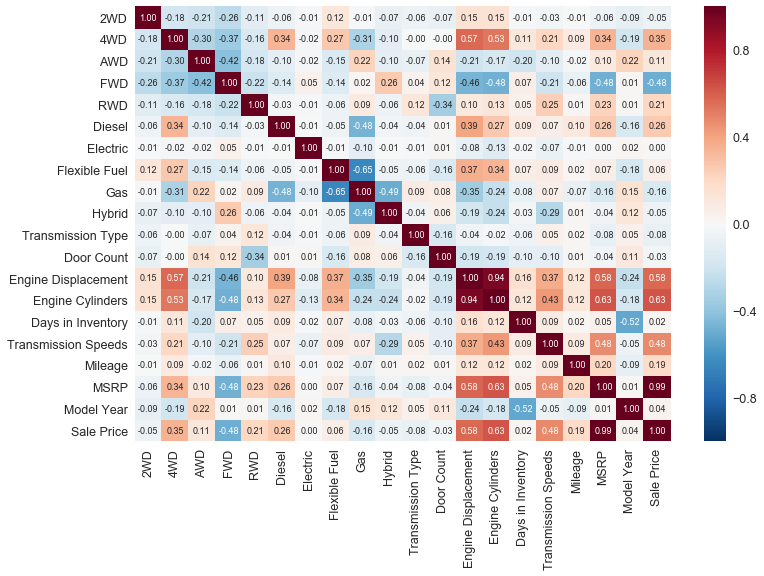 2WD 1.00 -0.18 -0.21 -0.26 -0.11 -0.06 -0.01 0.12 -0.01 -0.07 -0.06 -0.07 0.15 0.15 -0.01 -0.03 -0.01 -0.06 -0.09 -0.05
4WD -0.18 1.00 -0.30 -0.37 -0.16 0.34 -0.02 0.27 -0.31 -0.10 -0.00 -0.00 0.57 0.53 0.11 0.21 0.09 0.34 -0.19 0.35
AWD -0.21 -0.30 1.00 -0.42 -0.18 -0.10 -0.02 -0.15 0.22 -0.10 -0.07 0.14 -0.21 -0.17 -0.20 -0.10 -0.02 0.10 0.22 0.11
FWD -0.26 -0.37 -0.42 1.00 -0.22 -0.14 0.05 -0.14 0.02 0.26 0.04 0.12 -0.46 -0.48 0.07 -0.21 -0.06 -0.48 0.01 -0.48
RWD -0.11 -0.16 -0.18 -0.22 1.00 -0.03 -0.01 -0.06 0.09 -0.06 0.12 -0.34 0.10 0.13 0.05 0.25 0.01 0.23 0.01 0.21
Diesel -0.06 0.34 -0.10 -0.14 -0.03 1.00 -0.01 -0.05 -0.48 -0.04 -0.04 0.01 0.39 0.27 0.09 0.07 0.10 0.26 -0.16 0.26
Electric -0.01 -0.02 -0.02 0.05 -0.01 -0.01 1.00 -0.01 -0.10 -0.01 -0.01 0.01 -0.08 -0.13 -0.02 -0.07 -0.01 0.00 0.02 0.00
Flexible Fuel 0.12 0.27 -0.15 -0.14 -0.06 -0.05 -0.01 1.00 -0.65 -0.05 -0.06 -0.16 0.37 0.34 0.07 0.09 0.02 0.07 -0.18 0.06
Gas -0.01 -0.31 0.22 0.02 0.09 -0.48 -0.10 -0.65 1.00 -0.49 0.09 0.08 -0.35 -0.24 -0.08 0.07 -0.07 -0.16 0.15 -0.16
Hybrid -0.07 -0.10 -0.10 0.26 -0.06 -0.04 -0.01 -0.05 -0.49 1.00 -0.04 0.06 -0.19 -0.24 -0.03 -0.29 0.01 -0.04 0.12 -0.05
Transmission Type -0.06 -0.00 -0.07 0.04 0.12 -0.04 -0.01 -0.06 0.09 -0.04 1.00 -0.16 -0.04 -0.02 -0.06 0.05 0.02 -0.08 0.05 -0.08
Door Count -0.07 -0.00 0.14 0.12 -0.34 0.01 0.01 -0.16 0.08 0.06 -0.16 1.00 -0.19 -0.19 -0.10 -0.10 0.01 -0.04 0.11 -0.03
Engine Displacement 0.15 0.57 -0.21 -0.46 0.10 0.39 -0.08 0.37 -0.35 -0.19 -0.04 -0.19 1.00 0.94 0.16 0.37 0.12 0.58 -0.24 0.58
Engine Cylinders 0.15 0.53 -0.17 -0.48 0.13 0.27 -0.13 0.34 -0.24 -0.24 -0.02 -0.19 0.94 1.00 0.12 0.43 0.12 0.63 -0.18 0.63
Days in Inventory -0.01 0.11 -0.20 0.07 0.05 0.09 -0.02 0.07 -0.08 -0.03 -0.06 -0.10 0.16 0.12 1.00 0.09 0.02 0.05 -0.52 0.02
Transmission Speeds -0.03 0.21 -0.10 -0.21 0.25 0.07 -0.07 0.09 0.07 -0.29 0.05 -0.10 0.37 0.43 0.09 1.00 0.09 0.48 -0.05 0.48
Mileage -0.01 0.09 -0.02 -0.06 0.01 0.10 -0.01 0.02 -0.07 0.01 0.02 0.01 0.12 0.12 0.02 0.09 1.00 0.20 -0.09 0.19
MSRP -0.06 0.34 0.10 -0.48 0.23 0.26 0.00 0.07 -0.16 -0.04 -0.08 -0.04 0.58 0.63 0.05 0.48 0.20 1.00 0.01 0.99
Model Year -0.09 -0.19 0.22 0.01 0.01 -0.16 0.02 -0.18 0.15 0.12 0.05 0.11 -0.24 -0.18 -0.52 -0.05 -0.09 0.01 1.00 0.04
Sale Price -0.05 0.35 0.11 -0.48 0.21 0.26 0.00 0.06 -0.16 -0.05 -0.08 -0.03 0.58 0.63 0.02 0.48 0.19 0.99 0.04 1.00
2WD
4WD
AWD
FWD
RWD
Diesel
Electric
Flexible Fuel
Gas
Hybrid
Transmission Type
Door Count
Engine Displacement
Engine Cylinders
Days in Inventory
Transmission Speeds
Mileage
MSRP
Model Year
Sale Price
0.8
0.4
0.0
−0.4
−0.8